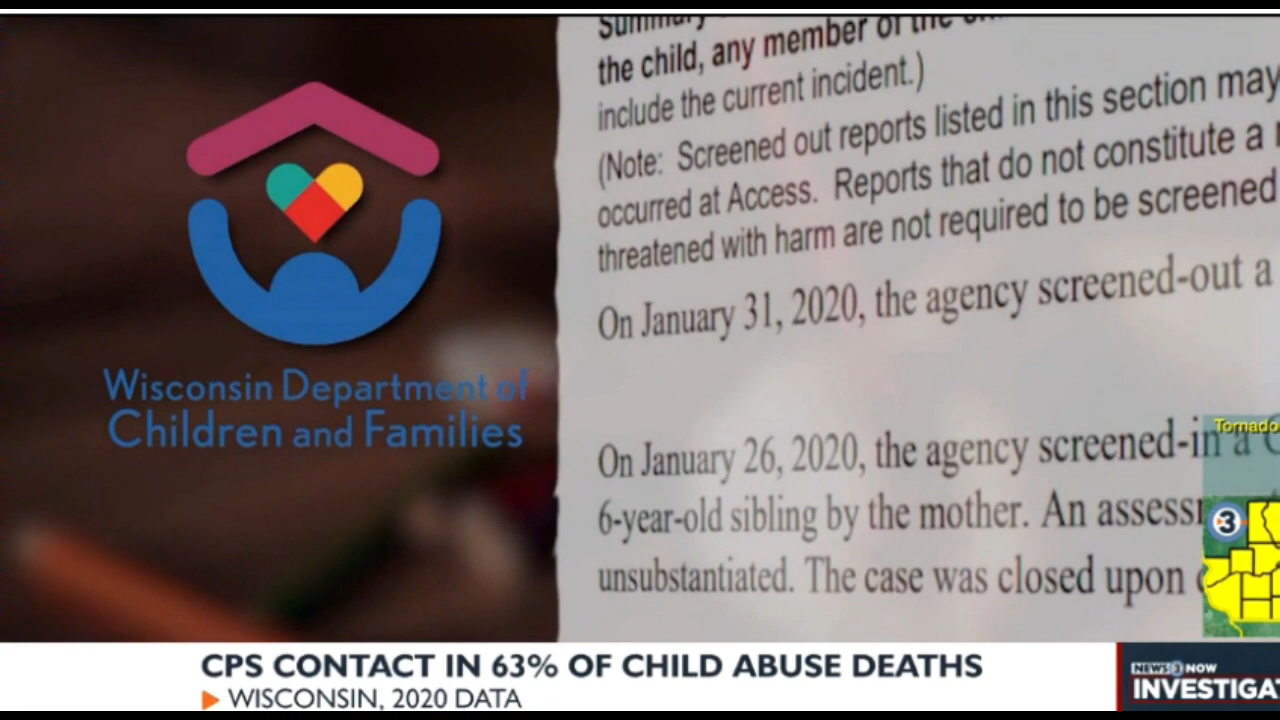 Wisconsin Department of
Children and Families
Summary
the child, any member of the
include the current incident.)
(Note: Screened out reports listed in this section may
occurred at Access. Reports that do not constitute a
threatened with harm are not required to be screened
On January 31, 2020, the agency screened-out a
On January 26, 2020, the agency screened-in a
6-year-old sibling by the mother. An assess
unsubstantiated. The case was closed upon
Tornado
3
CPS CONTACT IN 63% OF CHILD ABUSE DEATHS
WISCONSIN, 2020 DATA
NEWS 3 NOW
INVESTIGAT